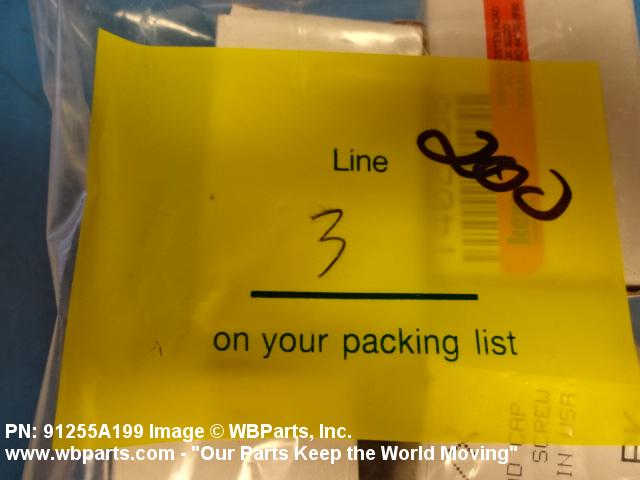 Line
200
3
on your packing list
SCREW
IN USA
PN: 91255A199 Image © WBParts, Inc.
www.wbparts.com - "Our Parts Keep the World Moving"